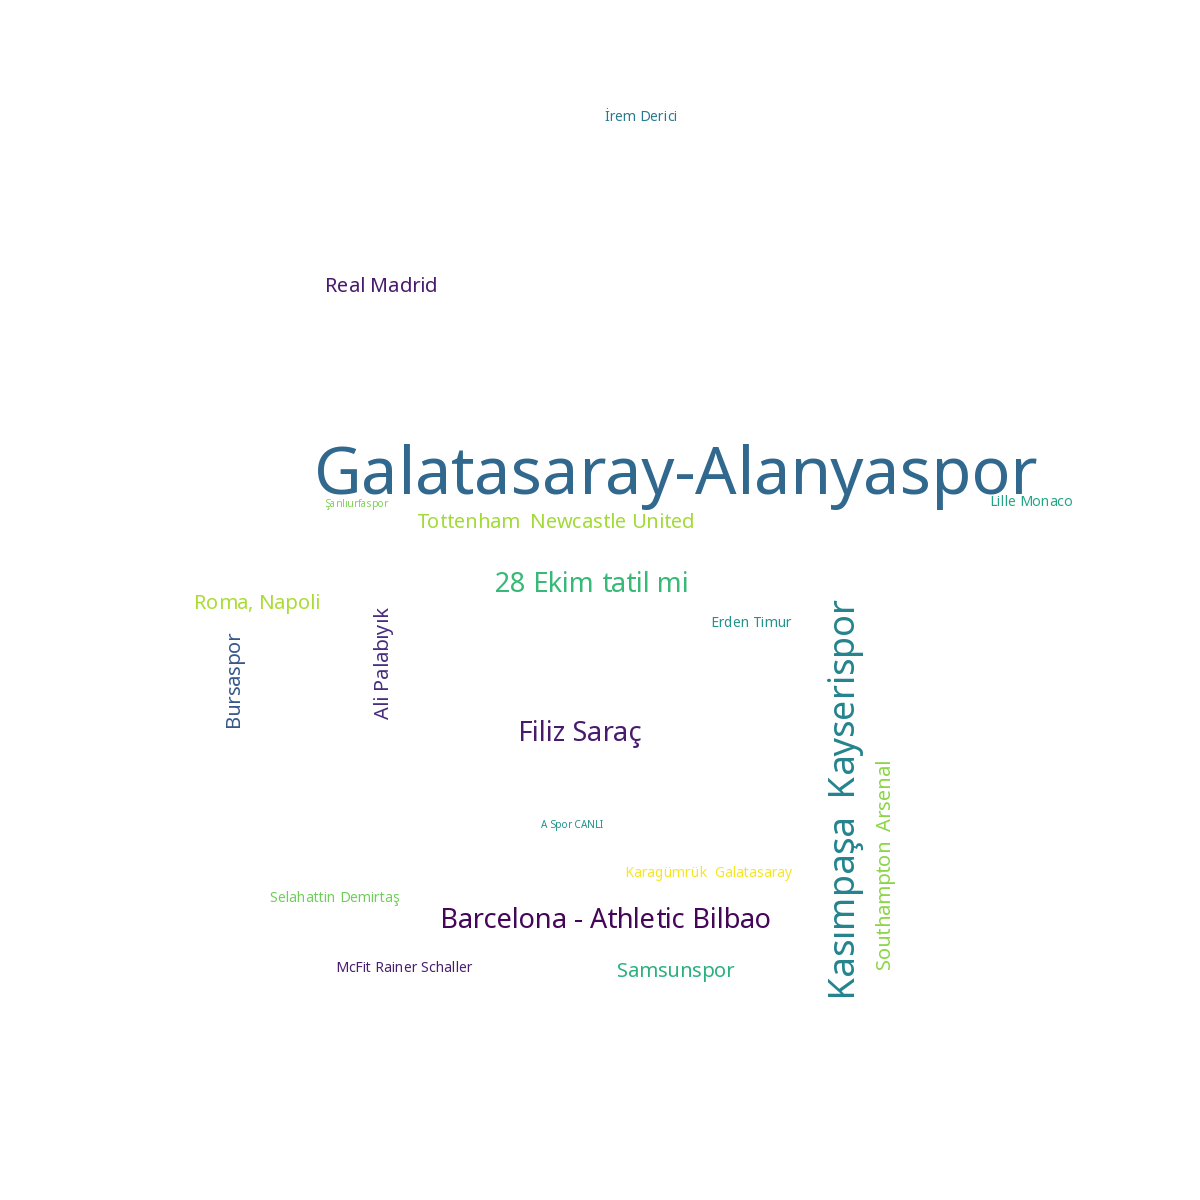 İrem Derici
Real Madrid
Galatasaray-Alanyaspor
Şanlıurfaspor
Lille Monaco
Tottenham  Newcastle United
28 Ekim tatil mi
Roma, Napoli
Erden Timur
Bursaspor
Ali Palabıyık
Kasımpaşa  Kayserispor
Filiz Saraç
Southampton  Arsenal
A Spor CANLI
Karagümrük  Galatasaray
Selahattin Demirtaş
Barcelona - Athletic Bilbao
McFit Rainer Schaller
Samsunspor